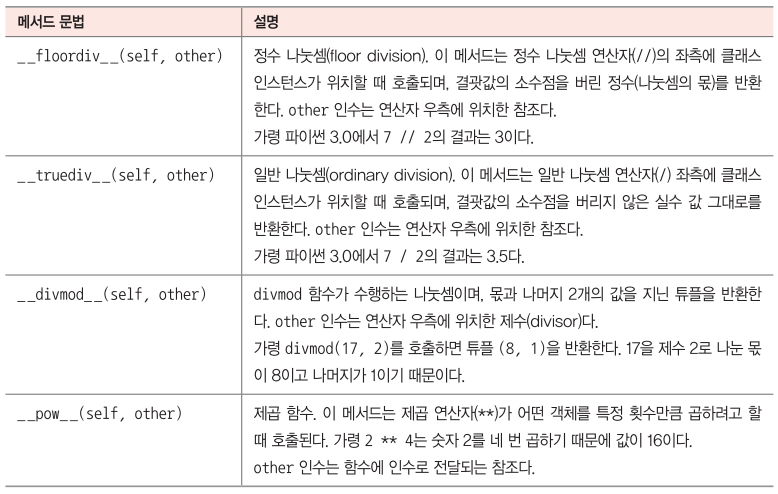 메서드 문법 설명
__floordiv__(self, other) 정수 나눗셈(floor division). 이 메서드는 정수 나눗셈 연산자(//)의 좌측에 클래스
인스턴스가 위치할 때 호출되며, 결괏값의 소수점을 버린 정수(나눗셈의 몫)를 반환
한다. other 인수는 연산자 우측에 위치한 참조다.
가령 파이썬 3.0에서 7 // 2의 결과는 3이다.
__truediv__(self, other) 일반 나눗셈(ordinary division). 이 메서드는 일반 나눗셈 연산자(/) 좌측에 클래스
인스턴스가 위치할 때 호출되며, 결괏값의 소수점을 버리지 않은 실수 값 그대로를
반환한다. other 인수는 연산자 우측에 위치한 참조다.
가령 파이썬 3.0에서 7 / 2의 결과는 3.5다.
__divmod__(self, other) divmod 함수가 수행하는 나눗셈이며, 몫과 나머지 2개의 값을 지닌 튜플을 반환한
다. other 인수는 연산자 우측에 위치한 제수(divisor)다.
가령 divmod(17, 2)를 호출하면 튜플 (8, 1)을 반환한다. 17을 제수 2로 나눈 몫
이 8이고 나머지가 1이기 때문이다.
__pow__(self, other) 제곱 함수. 이 메서드는 제곱 연산자(**)가 어떤 객체를 특정 횟수만큼 곱하려고 할
때 호출된다. 가령 2 ** 4는 숫자 2를 네 번 곱하기 때문에 값이 16이다.
other 인수는 함수에 인수로 전달되는 참조다.